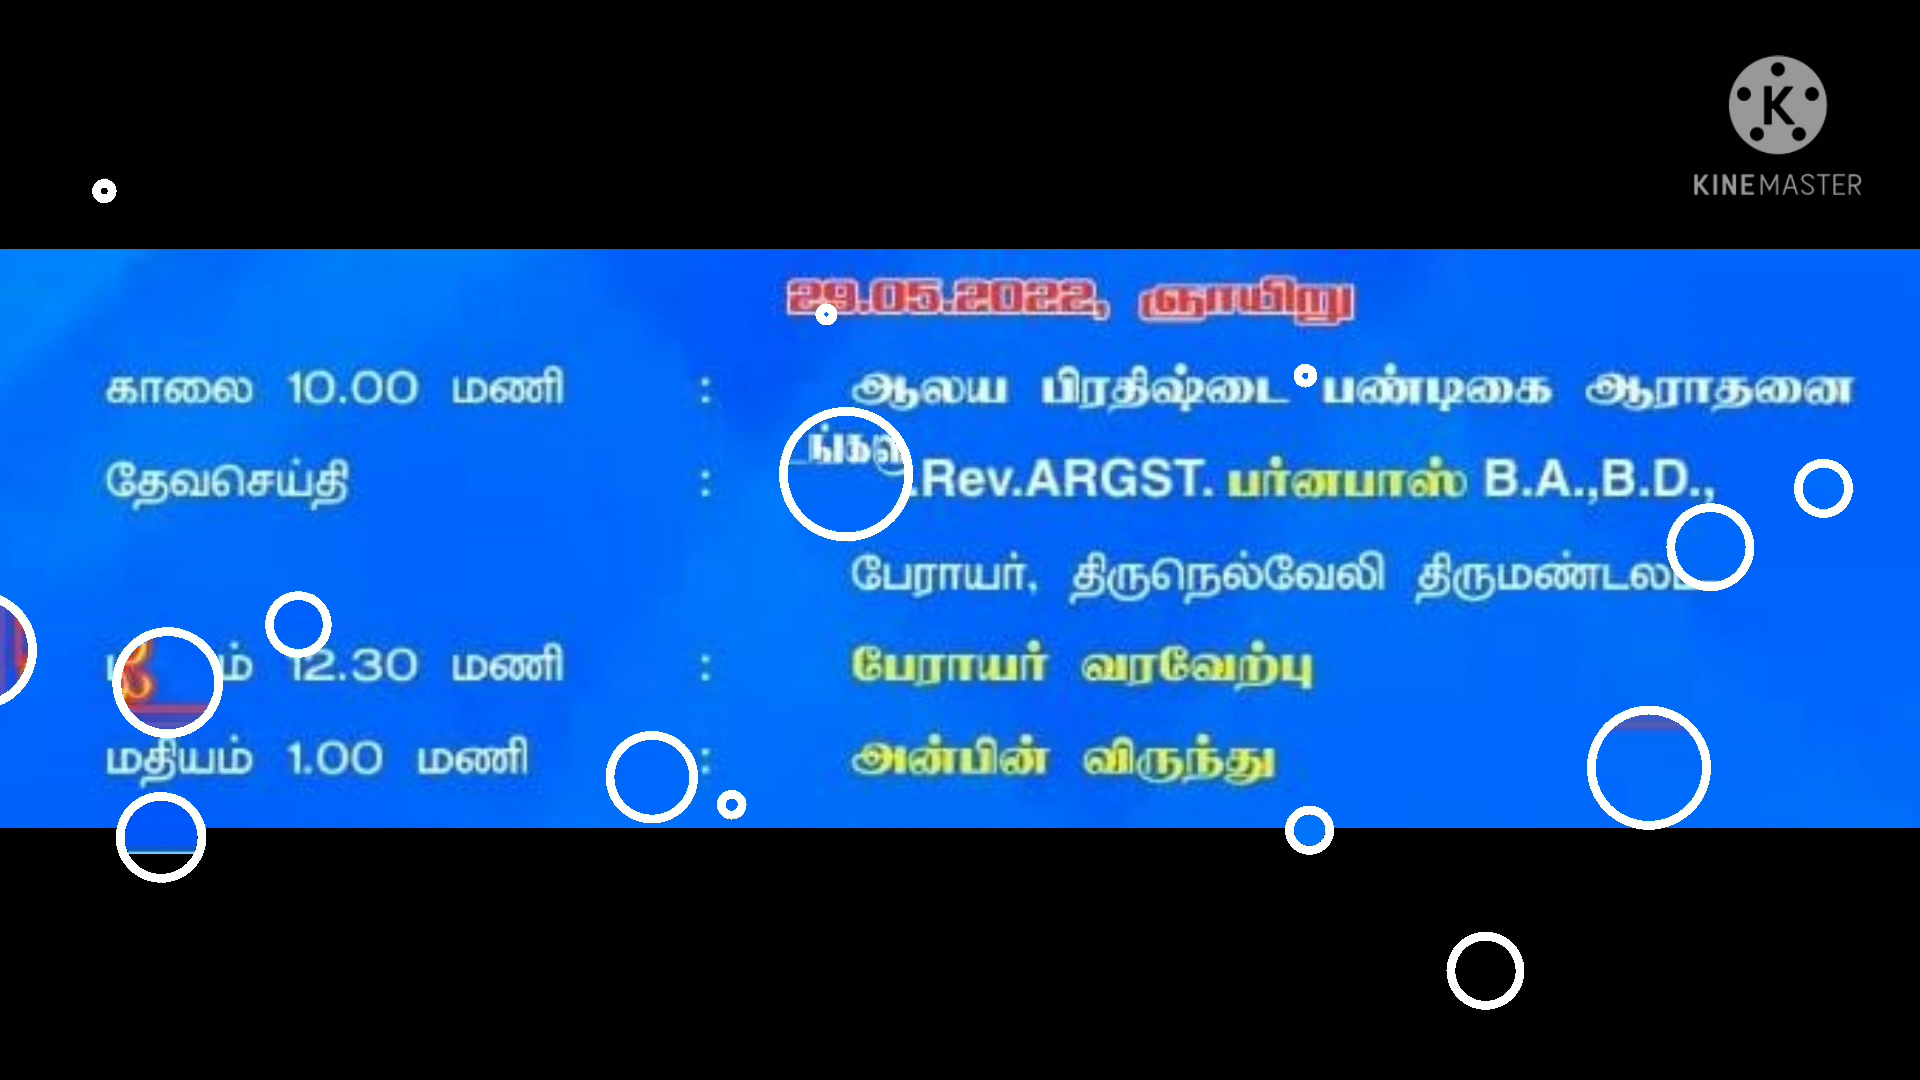 KINEMASTER
29.05.2022, ஞாயிறு
காலை 10.00 மணி : ஆலய பிரதிஷ்டை பண்டிகை ஆராதனை
தேவசெய்தி : .Rev.ARGST. பர்னபாஸ் B.A.,B.D.,
பேராயர், திருநெல்வேலி திருமண்டலம்
12.30 மணி : பேராயர் வரவேற்பு
மதியம் 1.00 மணி : அன்பின் விருந்து